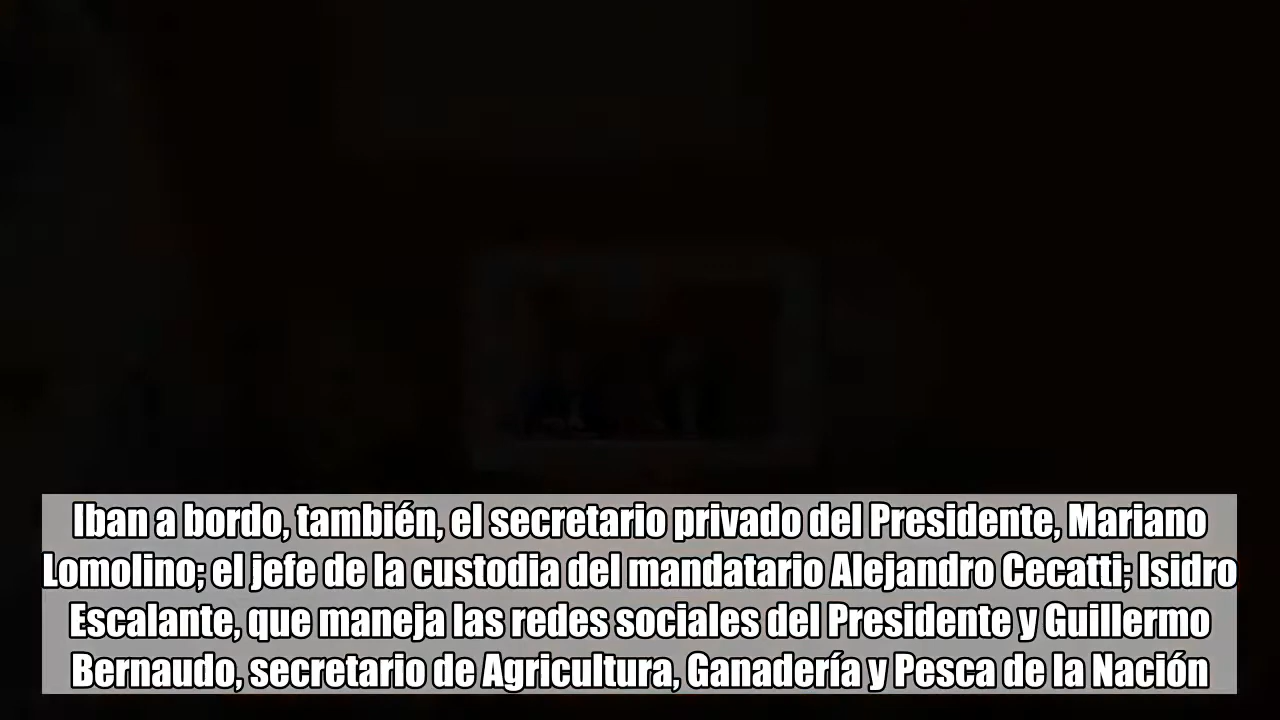 Iban a bordo, también, el secretario privado del Presidente, Mariano
Lomolino; el jefe de la custodia del mandatario Alejandro Cecatti; Isidro
Escalante, que maneja las redes sociales del Presidente y Guillermo
Bernaudo, secretario de Agricultura, Ganadería y Pesca de la Nación